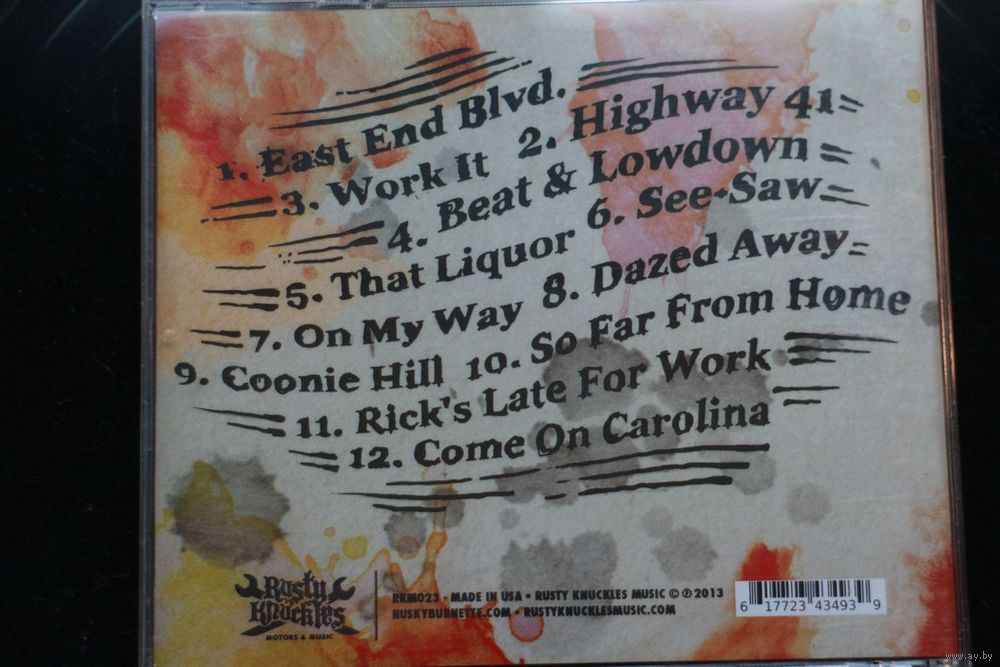 1. East End Blvd.
2. Highway 41
3. Work It
4. Beat & Lowdown
5. That Liquor
6. See-Saw
7. On My Way
8. Dazed Away
9. Coonie Hill
10. So Far From Home
11. Rick's Late For Work
12. Come On Carolina
Rusty
Knuckles
MOTORS & MUSIC
RKM023 - MADE IN USA • RUSTY KNUCKLES MUSIC © ℗ 2013
HUSKYBURNETTE.COM • RUSTYKNUCKLESMUSIC.COM
6 17723 43493 9
www.ay.by